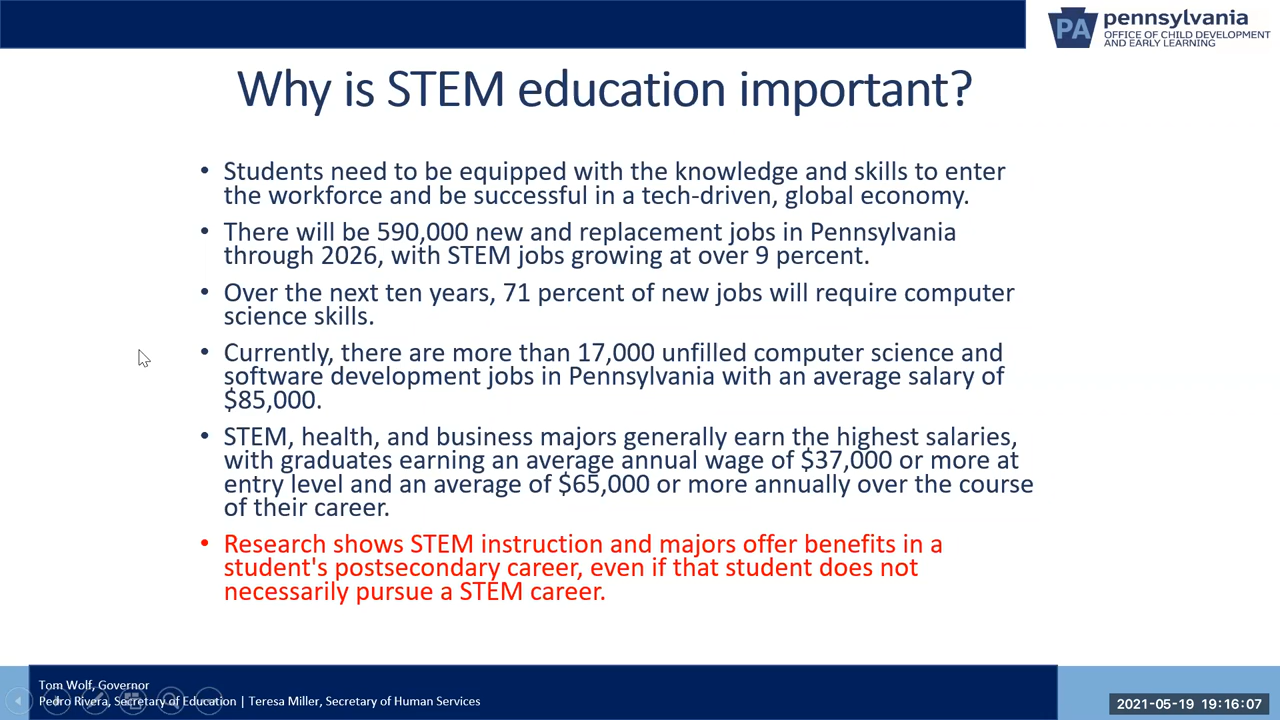 PA
pennsylvania
OFFICE OF CHILD DEVELOPMENT
AND EARLY LEARNING
Why is STEM education important?
• Students need to be equipped with the knowledge and skills to enter
the workforce and be successful in a tech-driven, global economy.
• There will be 590,000 new and replacement jobs in Pennsylvania
through 2026, with STEM jobs growing at over 9 percent.
• Over the next ten years, 71 percent of new jobs will require computer
science skills.
• Currently, there are more than 17,000 unfilled computer science and
software development jobs in Pennsylvania with an average salary of
$85,000.
• STEM, health, and business majors generally earn the highest salaries,
with graduates earning an average annual wage of $37,000 or more at
entry level and an average of $65,000 or more annually over the course
of their career.
• Research shows STEM instruction and majors offer benefits in a
student's postsecondary career, even if that student does not
necessarily pursue a STEM career.
Tom Wolf, Governor
Pedro Rivera, Secretary of Education | Teresa Miller, Secretary of Human Services
2021-05-19 19:16:07